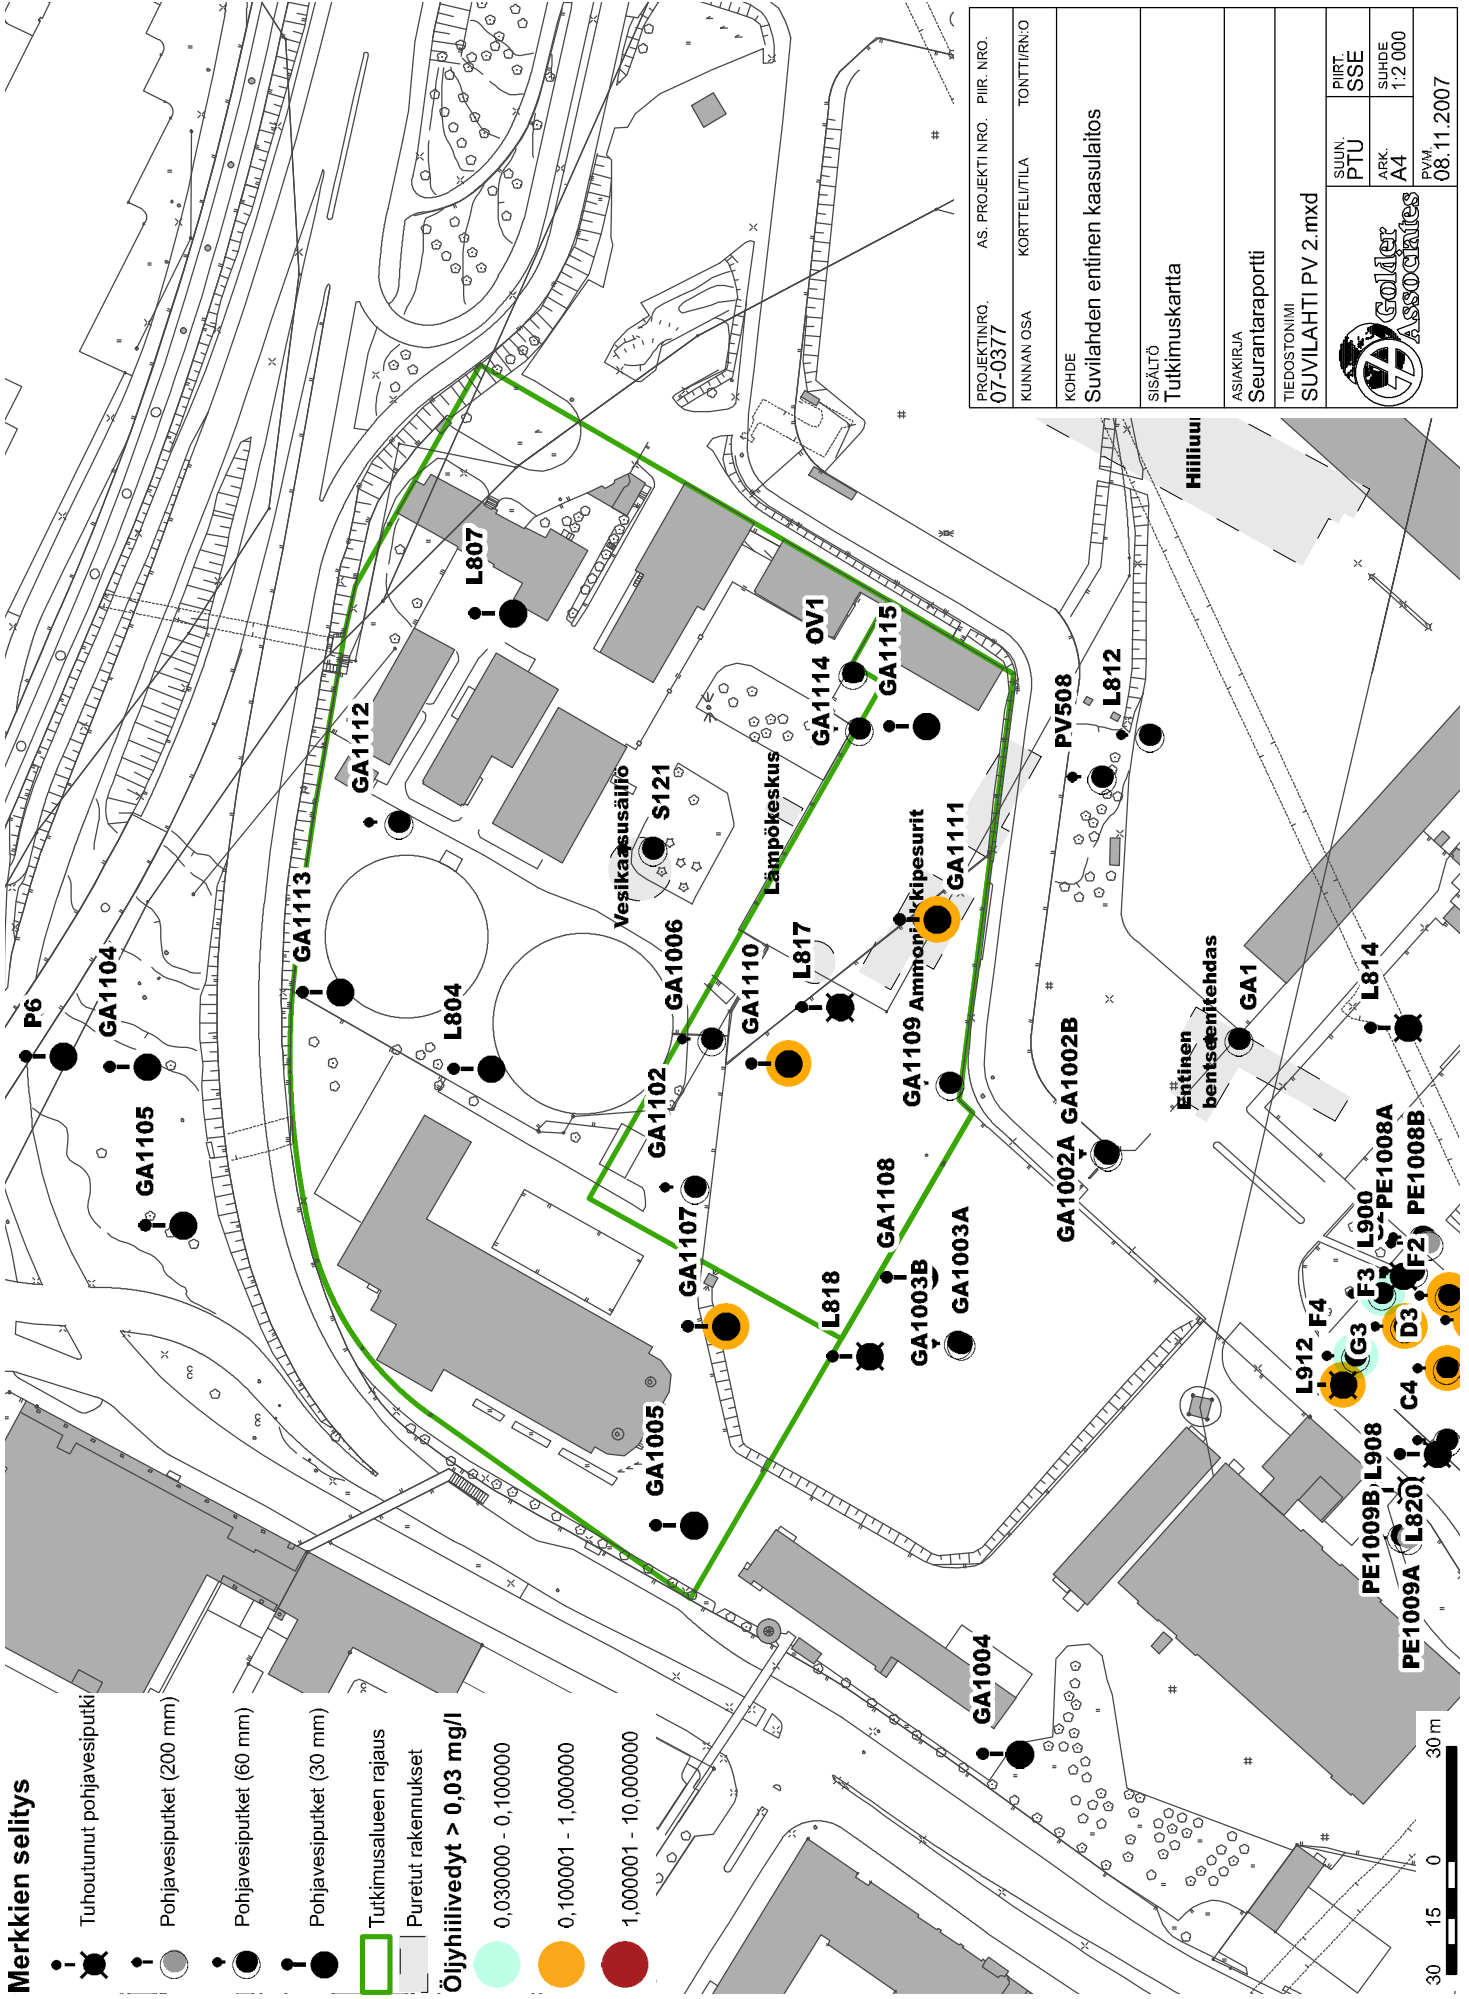 Merkkien selitys
Tuhoutunut pohjavesiputki
Pohjavesiputket (200 mm)
Pohjavesiputket (60 mm)
Pohjavesiputket (30 mm)
Tutkimusalueen rajaus
Puretut rakennukset
Öljyhiilivedyt > 0,03 mg/l
0,030000 - 0,100000
0,100001 - 1,000000
1,000001 - 10,000000
P6
GA1104
GA1105
GA1113
GA1112
L807
L804
Vesikaasusäiliö
S121
GA1006
GA1102
GA1110
GA1107
GA1005
Lämpökeskus
L817
GA1114
OV1
GA1115
Ammoniakkipesurit
GA1111
GA1109
GA1108
L818
GA1003B
GA1003A
GA1004
PV508
L812
GA1002A
GA1002B
Entinen
bentseenitehdas
GA1
L814
Hiiliuur
PE1008A
PE1008B
L900
F2
F3
F4
G3
D3
L912
C4
L908
PE1009B
L820
PE1009A
30
15
0
30 m
PROJEKTINRO.
07-0377
AS. PROJEKTI NRO.
PIIR. NRO.
KUNNAN OSA
KORTTELI/TILA
TONTTI/RN:O
KOHDE
Suvilahden entinen kaasulaitos
SISÄLTÖ
Tutkimuskartta
ASIAKIRJA
Seurantaraportti
TIEDOSTONIMI
SUVILAHTI PV 2.mxd
Golder
Associates
SUUN.
PTU
PIIRT.
SSE
ARK.
A4
SUHDE
1:2 000
PVM.
08.11.2007